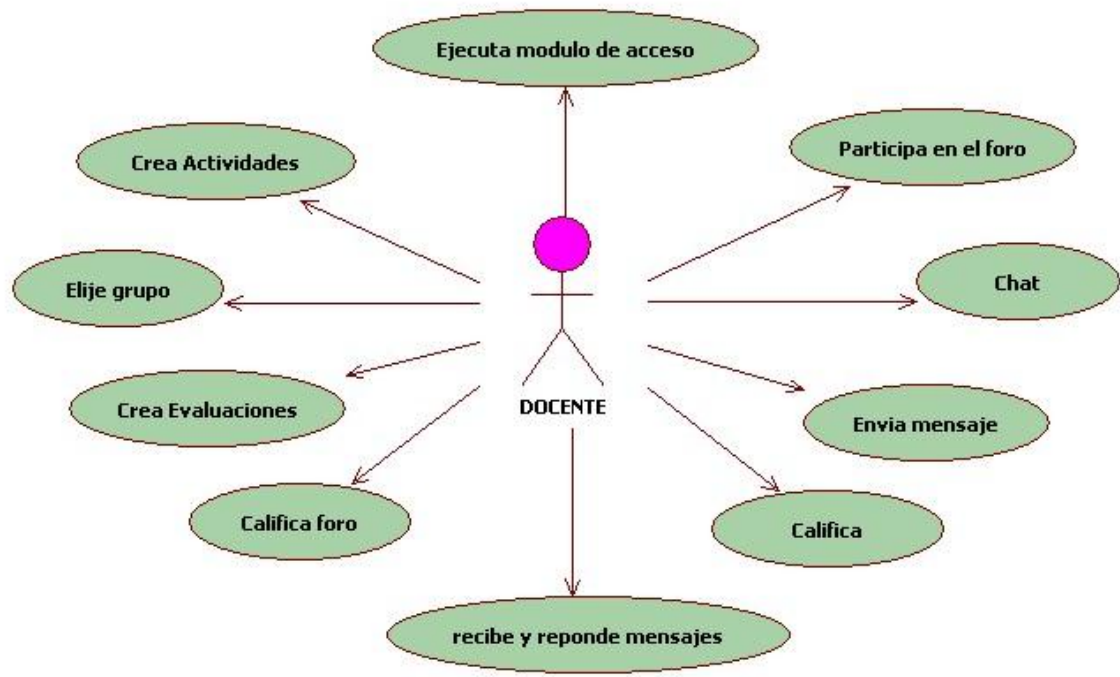 Ejecuta modulo de acceso
Crea Actividades
Participa en el foro
Elije grupo
Chat
Crea Evaluaciones
DOCENTE
Envia mensaje
Califica foro
Califica
recibe y reponde mensajes